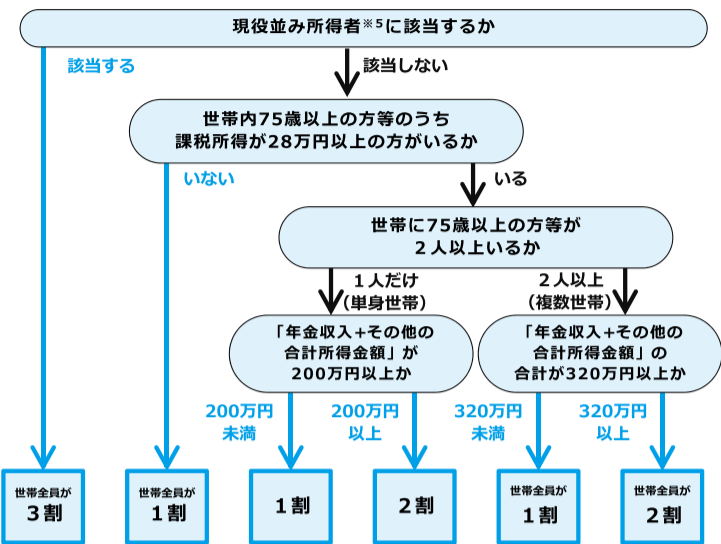 現役並み所得者※5に該当するか
該当する
該当しない
世帯内75歳以上の方等のうち
課税所得が28万円以上の方がいるか
いない
いる
世帯に75歳以上の方等が
２人以上いるか
１人だけ
（単身世帯）
２人以上
（複数世帯）
「年金収入+その他の
合計所得金額」が
200万円以上か
「年金収入+その他の
合計所得金額」の
合計が320万円以上か
200万円
未満
200万円
以上
320万円
未満
320万円
以上
世帯全員が
３割
世帯全員が
１割
１割
２割
世帯全員が
１割
世帯全員が
２割